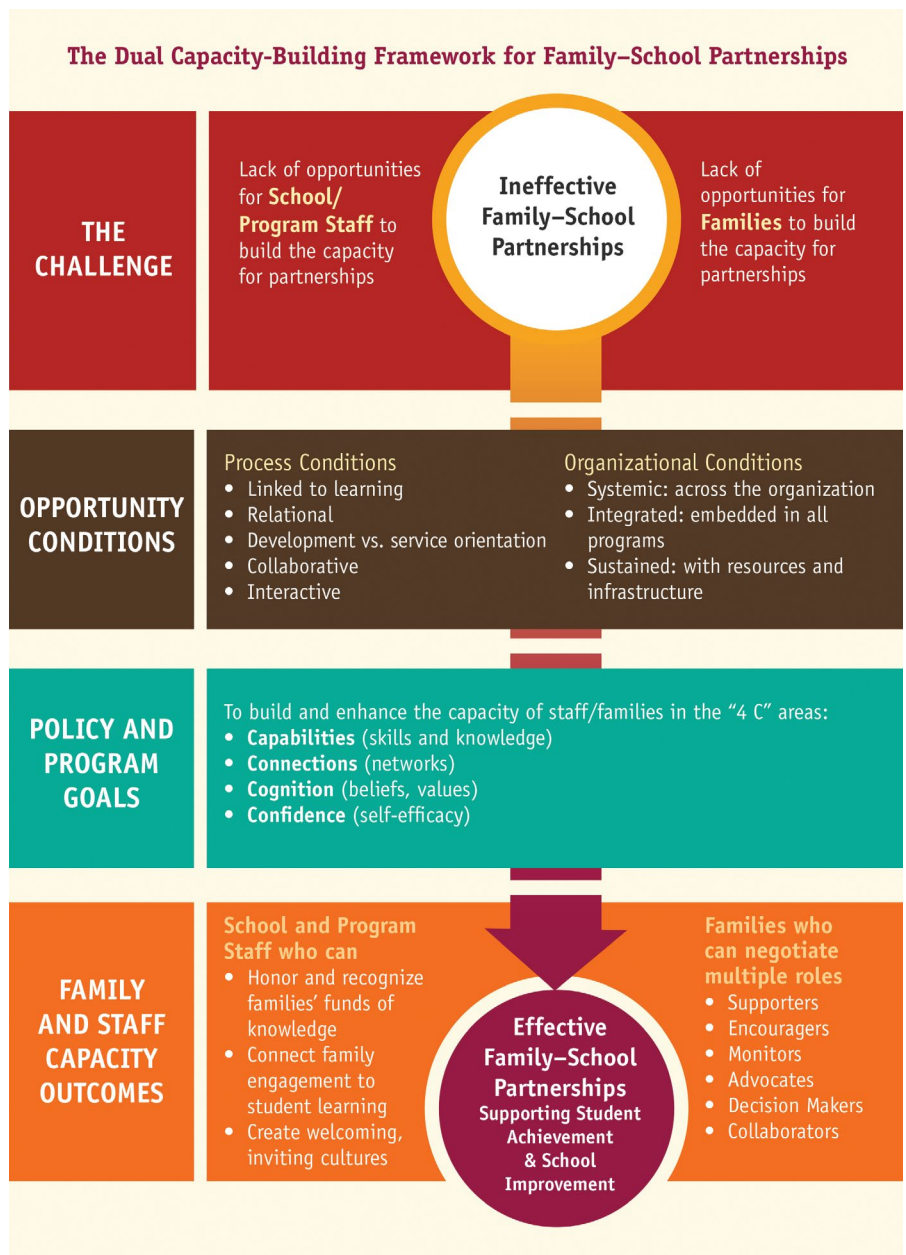 The Dual Capacity-Building Framework for Family–School Partnerships
THE
CHALLENGE
Lack of opportunities
for School/
Program Staff to
build the capacity
for partnerships
Ineffective
Family–School
Partnerships
Lack of
opportunities for
Families to build
the capacity for
partnerships
OPPORTUNITY
CONDITIONS
Process Conditions
• Linked to learning
• Relational
• Development vs. service orientation
• Collaborative
• Interactive
Organizational Conditions
• Systemic: across the organization
• Integrated: embedded in all
programs
• Sustained: with resources and
infrastructure
POLICY AND
PROGRAM
GOALS
To build and enhance the capacity of staff/families in the “4 C” areas:
• Capabilities (skills and knowledge)
• Connections (networks)
• Cognition (beliefs, values)
• Confidence (self-efficacy)
FAMILY
AND STAFF
CAPACITY
OUTCOMES
School and Program
Staff who can
• Honor and recognize
families’ funds of
knowledge
• Connect family
engagement to
student learning
• Create welcoming,
inviting cultures
Effective
Family–School
Partnerships
Supporting Student
Achievement
& School
Improvement
Families who
can negotiate
multiple roles
• Supporters
• Encouragers
• Monitors
• Advocates
• Decision Makers
• Collaborators